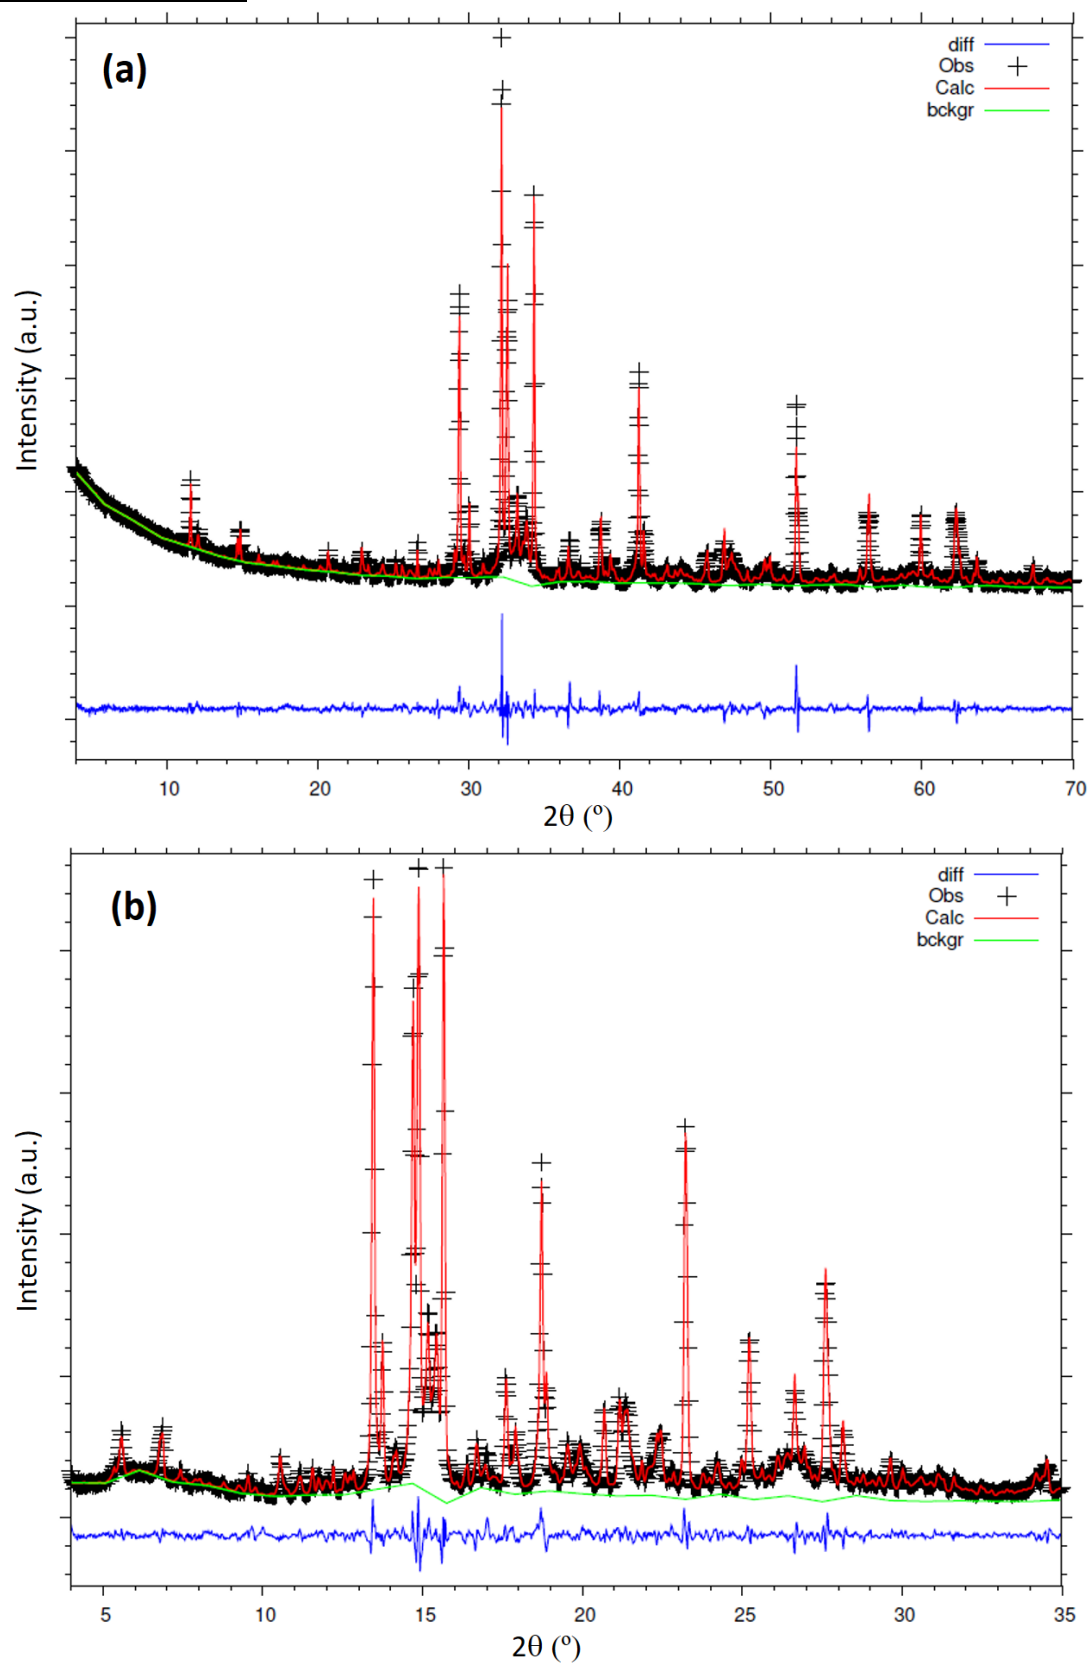 (a)
diff
Obs
Calc
bckgr
Intensity (a.u.)
10 20 30 40 50 60 70
2θ (º)
(b)
diff
Obs
Calc
bckgr
Intensity (a.u.)
5 10 15 20 25 30 35
2θ (º)